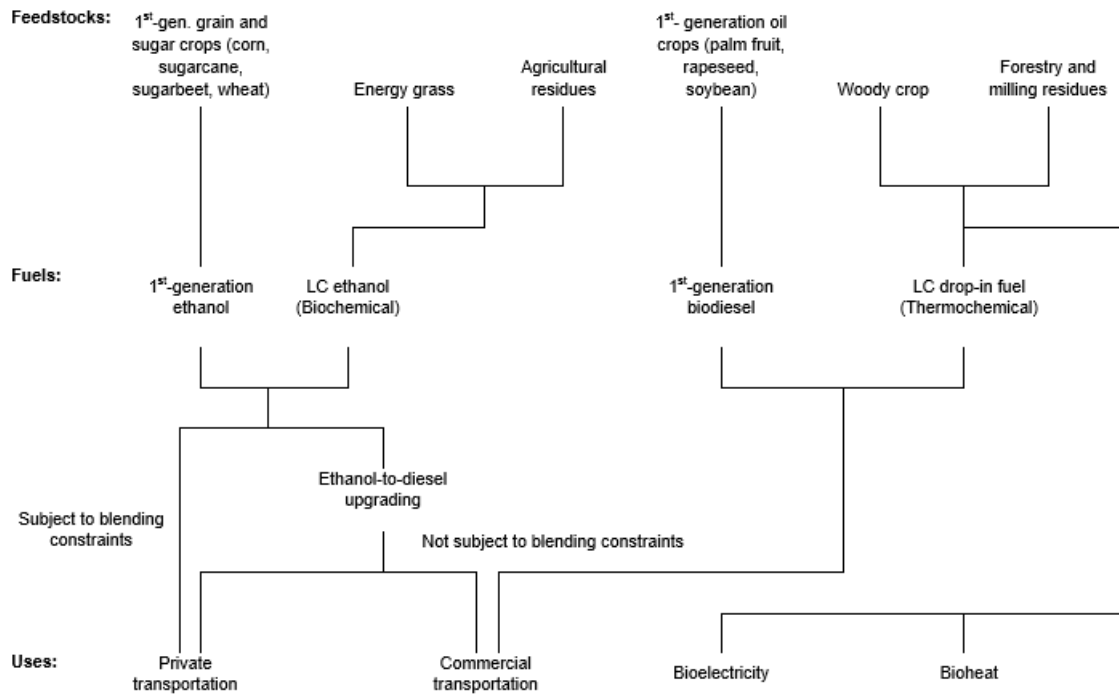 Feedstocks:
1st-gen. grain and
sugar crops (corn,
sugarcane,
sugarbeet, wheat)
Energy grass
Agricultural
residues
1st- generation oil
crops (palm fruit,
rapeseed,
soybean)
Woody crop
Forestry and
milling residues
Fuels:
1st-generation
ethanol
LC ethanol
(Biochemical)
1st-generation
biodiesel
LC drop-in fuel
(Thermochemical)
Ethanol-to-diesel
upgrading
Subject to blending
constraints
Not subject to blending constraints
Uses:
Private
transportation
Commercial
transportation
Bioelectricity
Bioheat